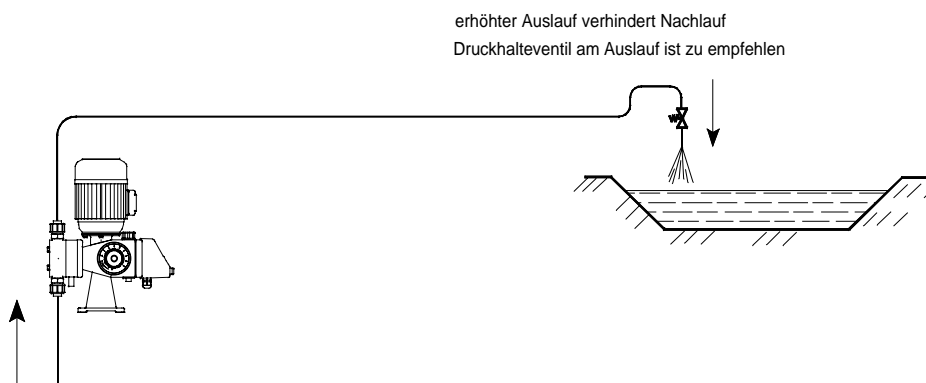 erhöhter Auslauf verhindert Nachlauf
Druckhalteventil am Auslauf ist zu empfehlen